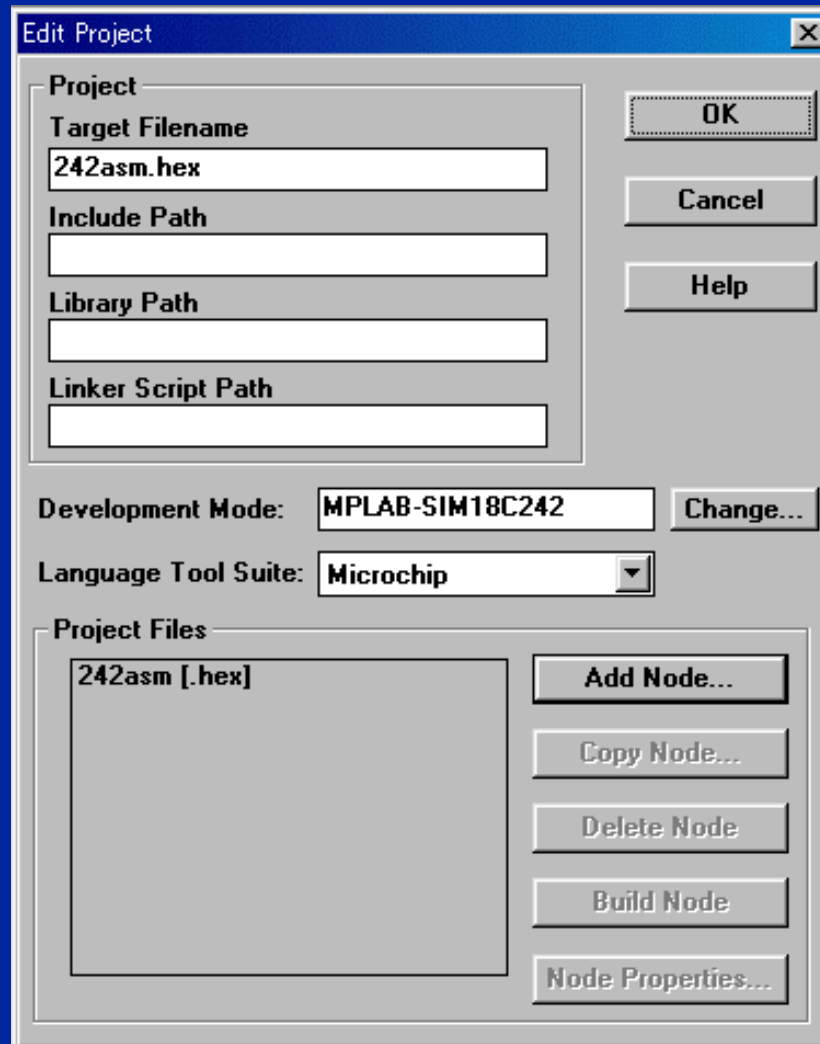 Edit Project
Project
Target Filename
242asm.hex
Include Path
Library Path
Linker Script Path
OK
Cancel
Help
Development Mode: MPLAB-SIM18C242 Change...
Language Tool Suite: Microchip
Project Files
242asm [.hex]
Add Node...
Copy Node...
Delete Node
Build Node
Node Properties...